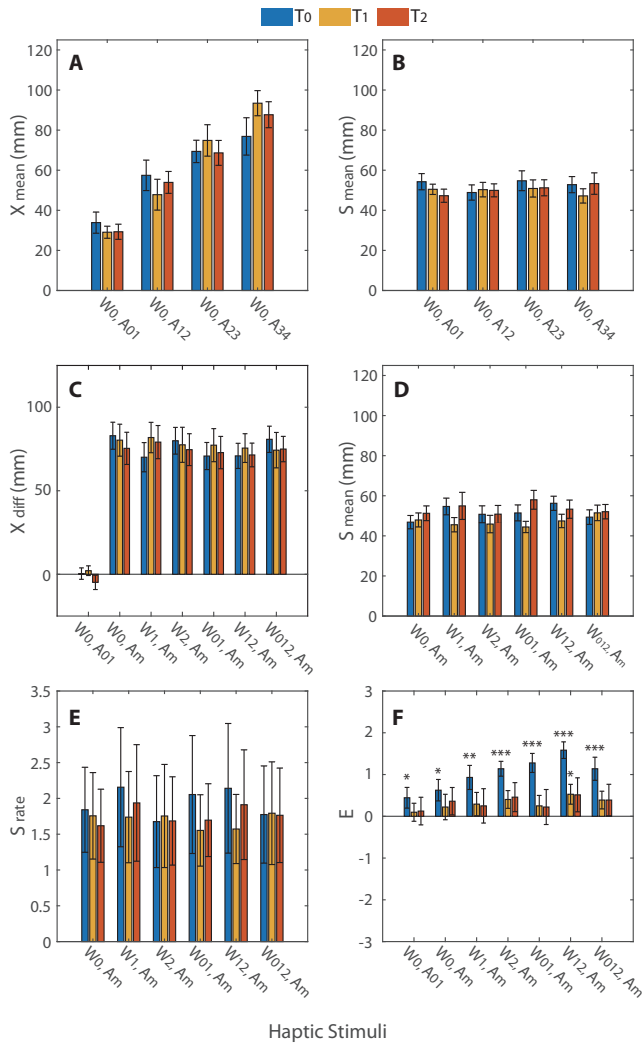 T0 T1 T2
A
X mean (mm)
120
100
80
60
40
20
0
W0, A01
W0, A12
W0, A23
W0, A34
B
S mean (mm)
120
100
80
60
40
20
0
W0, A01
W0, A12
W0, A23
W0, A34
C
X diff (mm)
100
50
0
W0, A01
W0, Am
W1, Am
W2, Am
W01, Am
W12, Am
W012, Am
D
S mean (mm)
120
100
80
60
40
20
0
W0, Am
W1, Am
W2, Am
W01, Am
W12, Am
W012, Am
E
S rate
3.5
3
2.5
2
1.5
1
0.5
0
W0, Am
W1, Am
W2, Am
W01, Am
W12, Am
W012, Am
F
E
3
2
1
0
-1
-2
-3
*
*
**
***
***
***
*
***
W0, A01
W0, Am
W1, Am
W2, Am
W01, Am
W12, Am
W012, Am
Haptic Stimuli